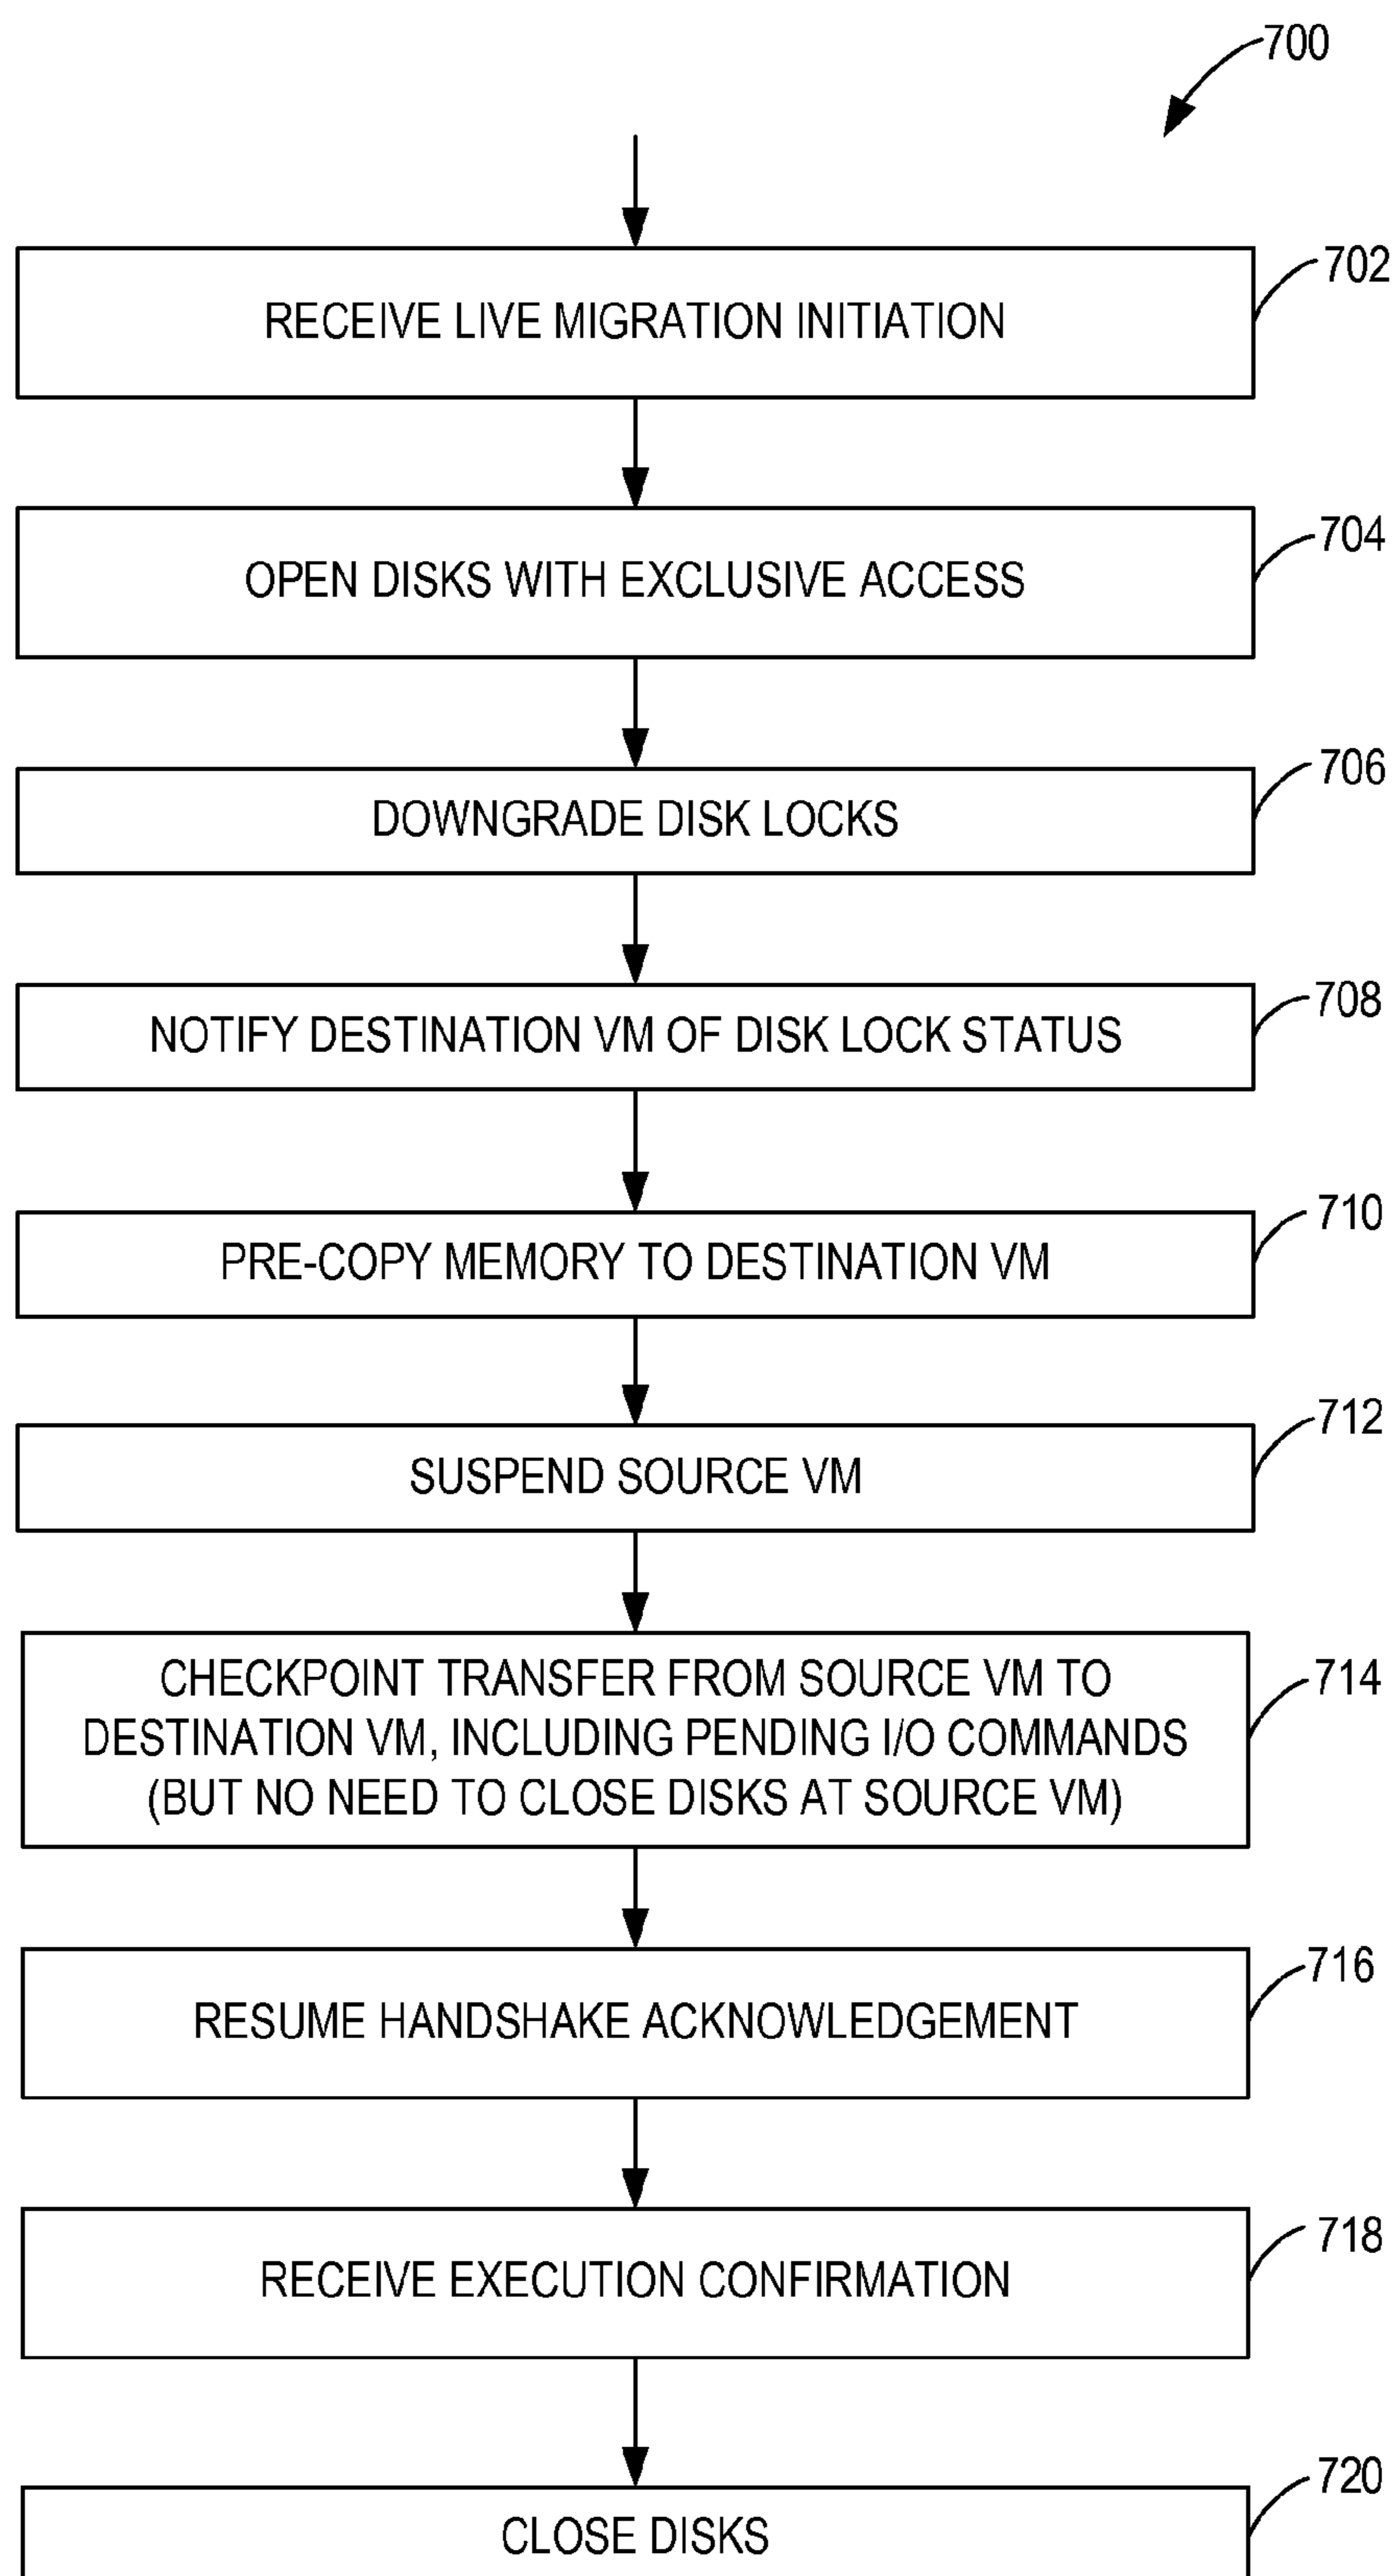 700
RECEIVE LIVE MIGRATION INITIATION
702
OPEN DISKS WITH EXCLUSIVE ACCESS
704
DOWNGRADE DISK LOCKS
706
NOTIFY DESTINATION VM OF DISK LOCK STATUS
708
PRE-COPY MEMORY TO DESTINATION VM
710
SUSPEND SOURCE VM
712
CHECKPOINT TRANSFER FROM SOURCE VM TO
DESTINATION VM, INCLUDING PENDING I/O COMMANDS
(BUT NO NEED TO CLOSE DISKS AT SOURCE VM)
714
RESUME HANDSHAKE ACKNOWLEDGEMENT
716
RECEIVE EXECUTION CONFIRMATION
718
CLOSE DISKS
720